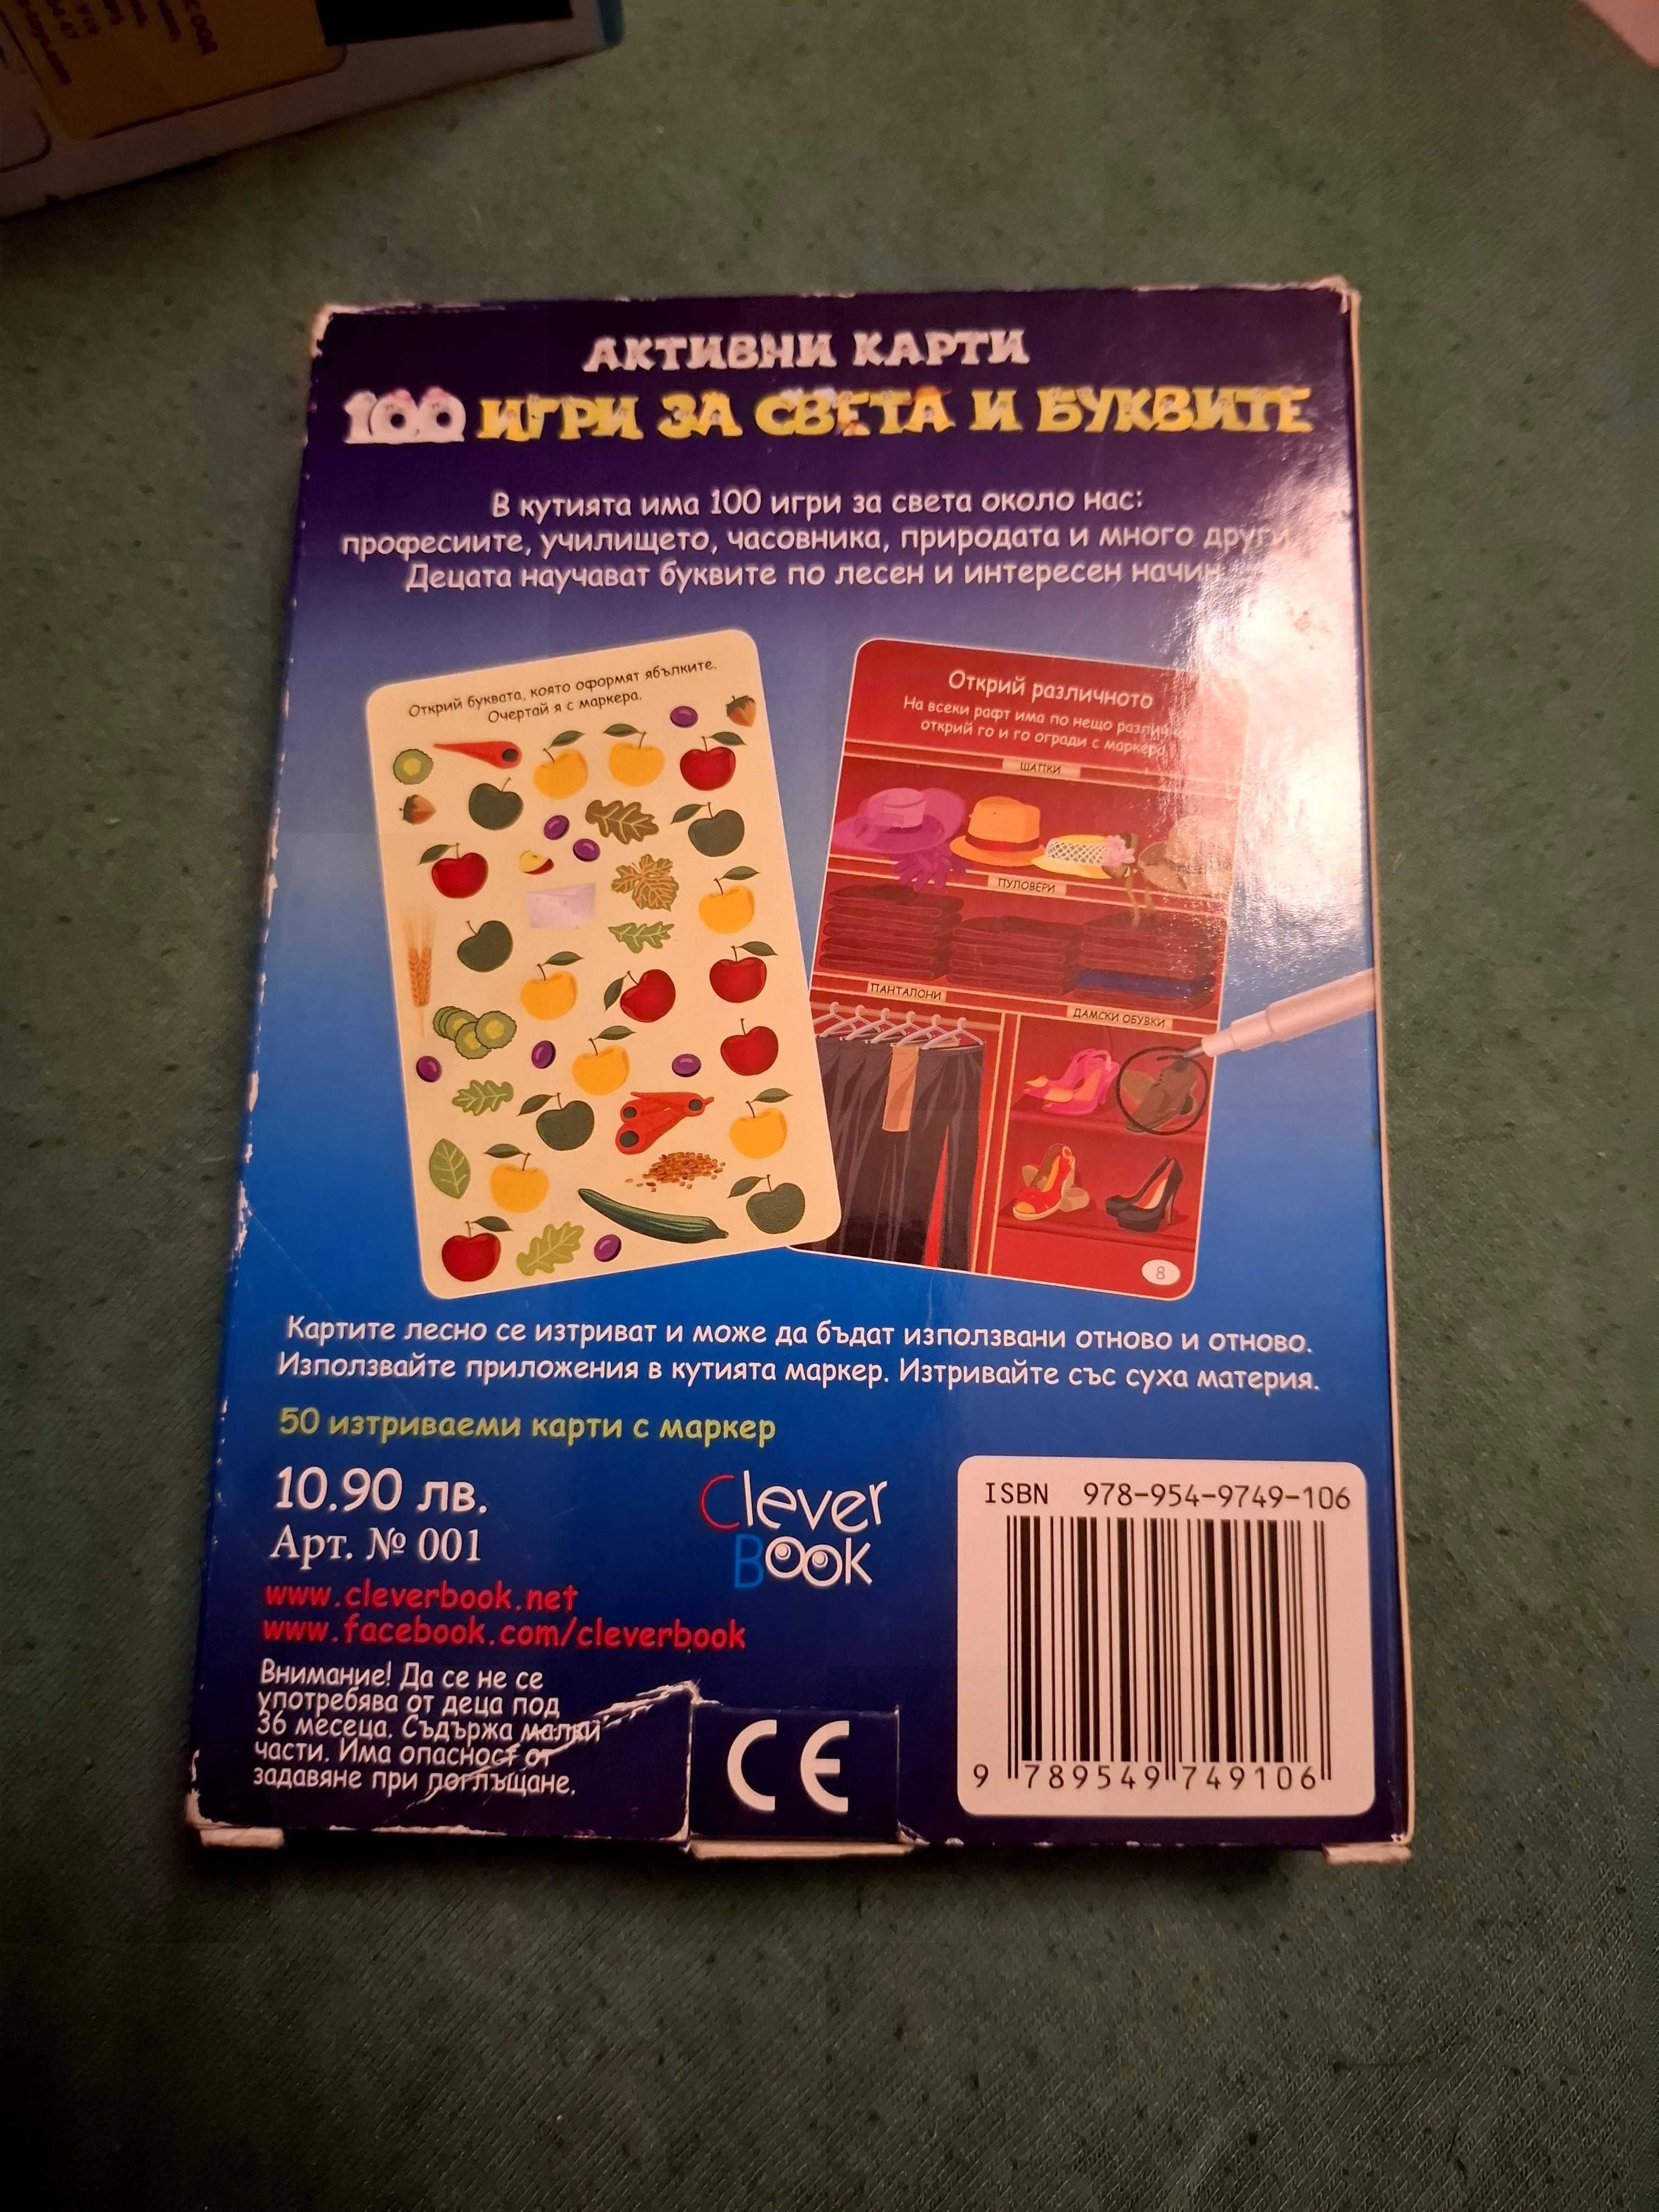 АКТИВНИ КАРТИ
100 ИГРИ ЗА СВЕТА И БУКВИТЕ
В кутията има 100 игри за света около нас:
професиите, училището, часовника, природата и много други.
Децата научават буквите по лесен и интересен начин.
Открий буквата, която оформят ябълките.
Очертай я с маркера.
Открий различното
На всеки рафт има по нещо различно,
открий го и го огради с маркера.
ШАПКИ
ПУЛОВЕРИ
ПАНТАЛОНИ
ДАМСКИ ОБУВКИ
8
Картите лесно се изтриват и може да бъдат използвани отново и отново.
Използвайте приложения в кутията маркер. Изтривайте със суха материя.
50 изтриваеми карти с маркер
10.90 лв.
Арт. № 001
www.cleverbook.net
www.facebook.com/cleverbook
Clever
Book
Внимание! Да се не се
употребява от деца под
36 месеца. Съдържа малки
части. Има опасност от
задавяне при поглъщане.
CE
ISBN 978-954-9749-106
9 789549 749106